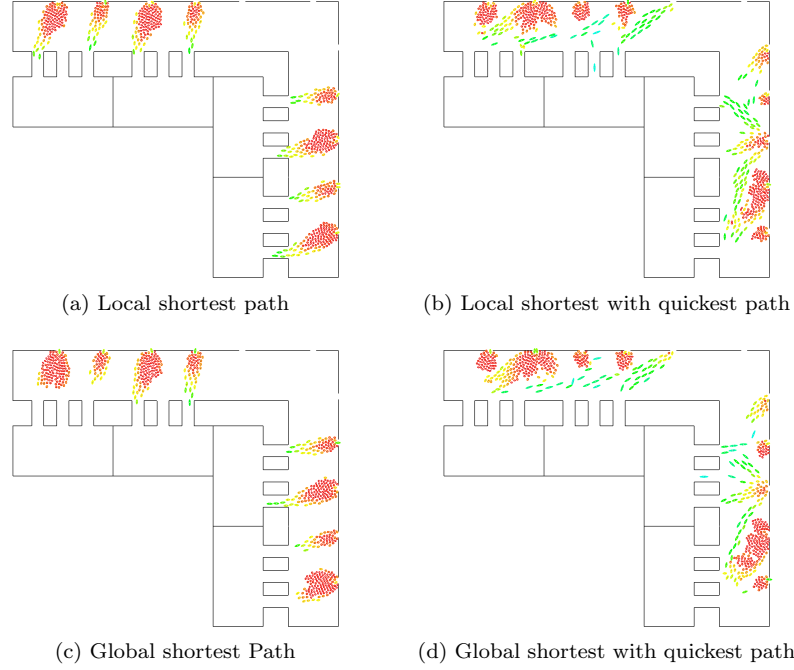 (a) Local shortest path
(b) Local shortest with quickest path
(c) Global shortest Path
(d) Global shortest with quickest path